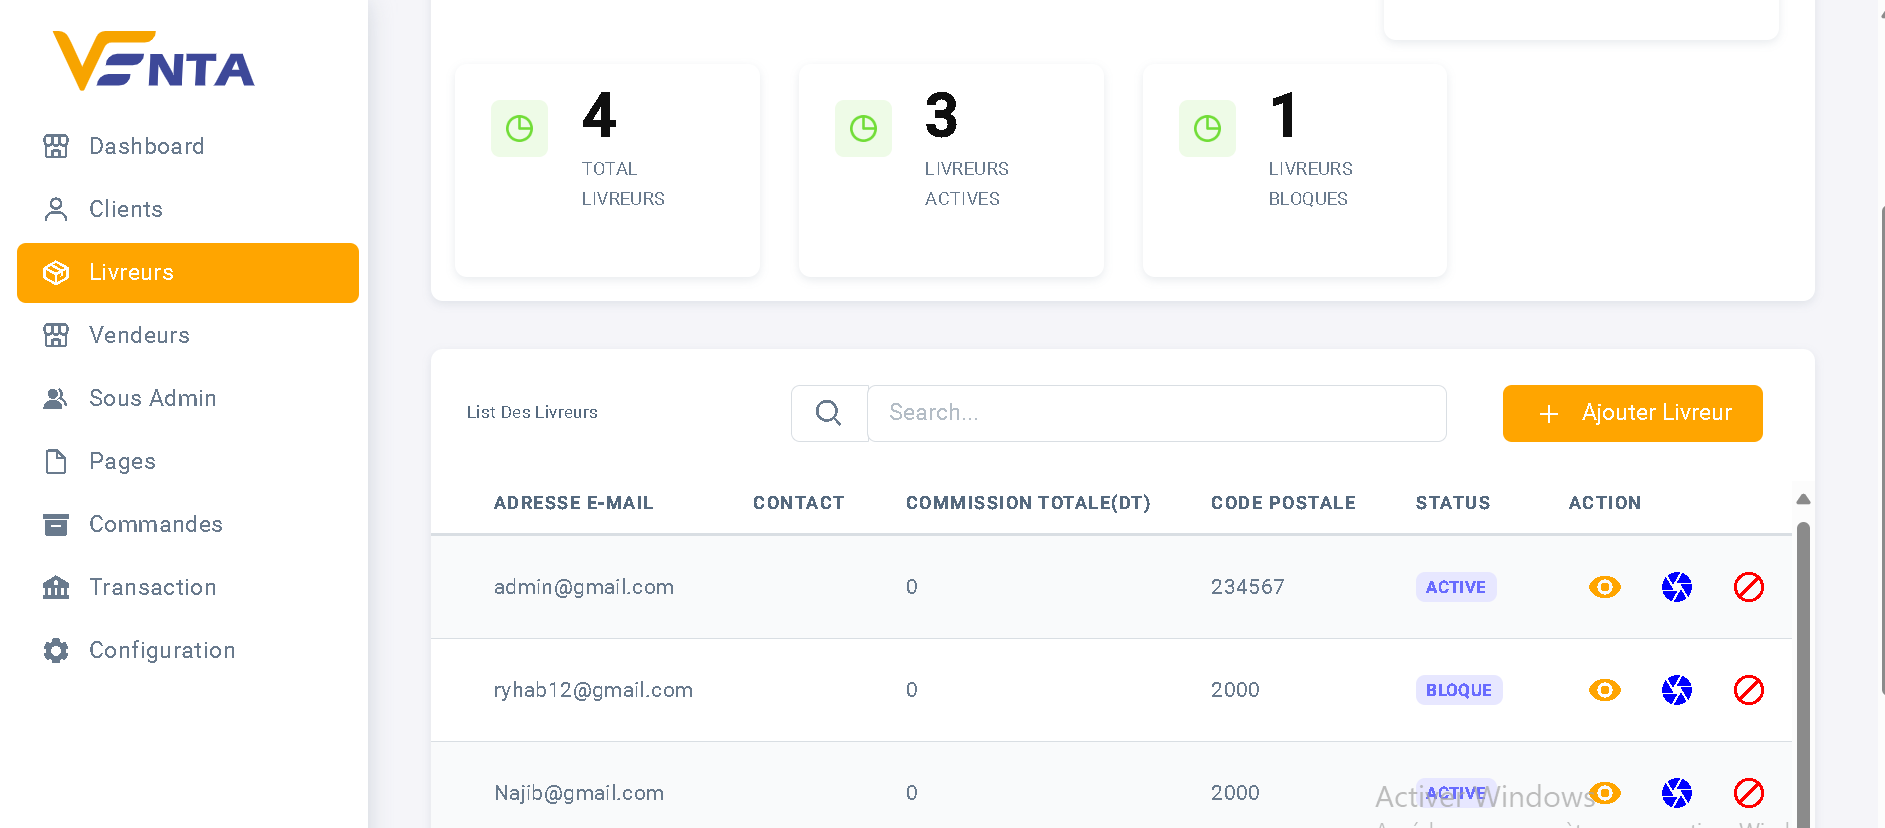 VENTA
Dashboard
Clients
Livreurs
Vendeurs
Sous Admin
Pages
Commandes
Transaction
Configuration
4
TOTAL
LIVREURS
3
LIVREURS
ACTIVES
1
LIVREURS
BLOQUES
List Des Livreurs
Search...
Ajouter Livreur
ADRESSE E-MAIL CONTACT COMMISSION TOTALE(DT) CODE POSTALE STATUS ACTION
admin@gmail.com 0 234567 ACTIVE
ryhab12@gmail.com 0 2000 BLOQUE
Najib@gmail.com 0 2000 ACTIVE
Activer Windows